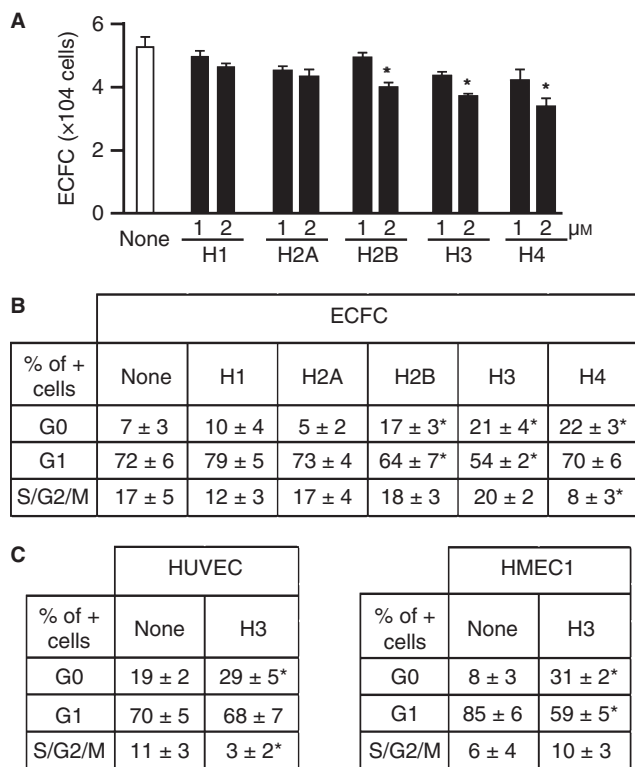 A
ECFC (×104 cells)
6
4
2
0
* * *
None 1 2 1 2 1 2 1 2 1 2 µM
H1 H2A H2B H3 H4
B
ECFC
% of + cells None H1 H2A H2B H3 H4
G0 7 ± 3 10 ± 4 5 ± 2 17 ± 3* 21 ± 4* 22 ± 3*
G1 72 ± 6 79 ± 5 73 ± 4 64 ± 7* 54 ± 2* 70 ± 6
S/G2/M 17 ± 5 12 ± 3 17 ± 4 18 ± 3 20 ± 2 8 ± 3*
C
HUVEC
% of + cells None H3
G0 19 ± 2 29 ± 5*
G1 70 ± 5 68 ± 7
S/G2/M 11 ± 3 3 ± 2*
HMEC1
% of + cells None H3
G0 8 ± 3 31 ± 2*
G1 85 ± 6 59 ± 5*
S/G2/M 6 ± 4 10 ± 3